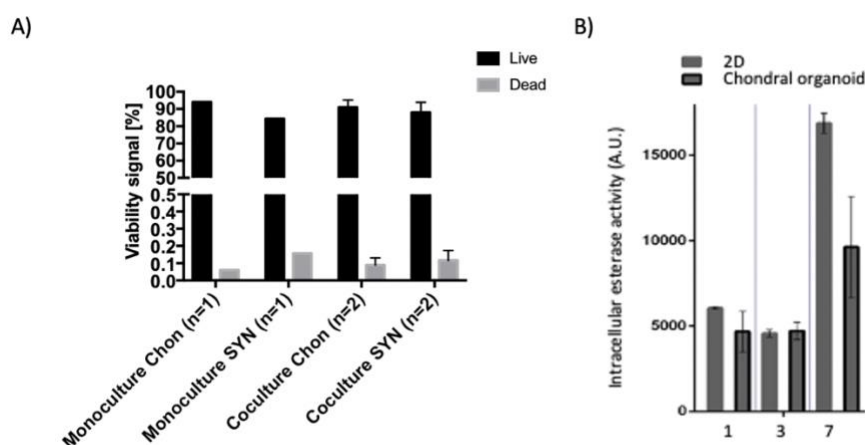 A)
Live
Dead
Viability signal [%]
100
90
80
70
60
50
0.5
0.4
0.3
0.2
0.1
0.0
Monoculture Chon (n=1)
Monoculture SYN (n=1)
Coculture Chon (n=2)
Coculture SYN (n=2)
B)
2D
Chondral organoid
Intracellular esterase activity (A.U.)
15000
10000
5000
0
1 3 7